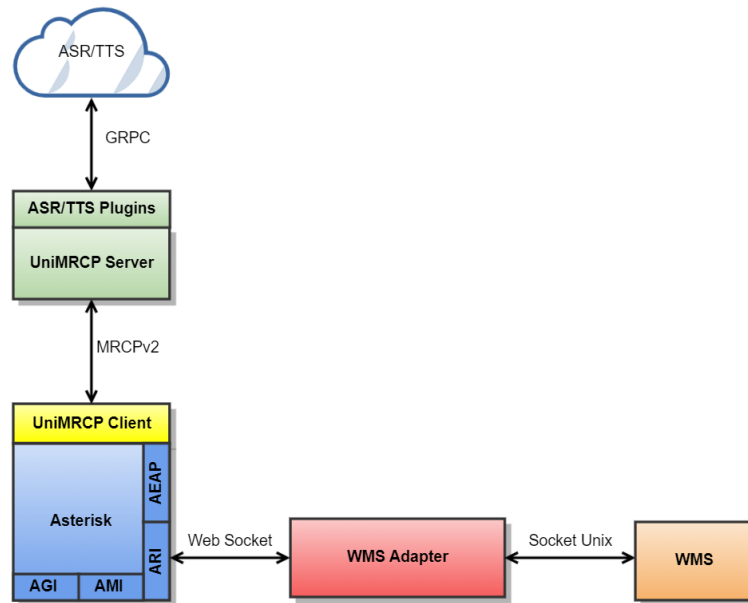 ASR/TTS
GRPC
ASR/TTS Plugins
UniMRCP Server
MRCPv2
UniMRCP Client
Asterisk
AEAP
ARI
AGI
AMI
Web Socket
WMS Adapter
Socket Unix
WMS